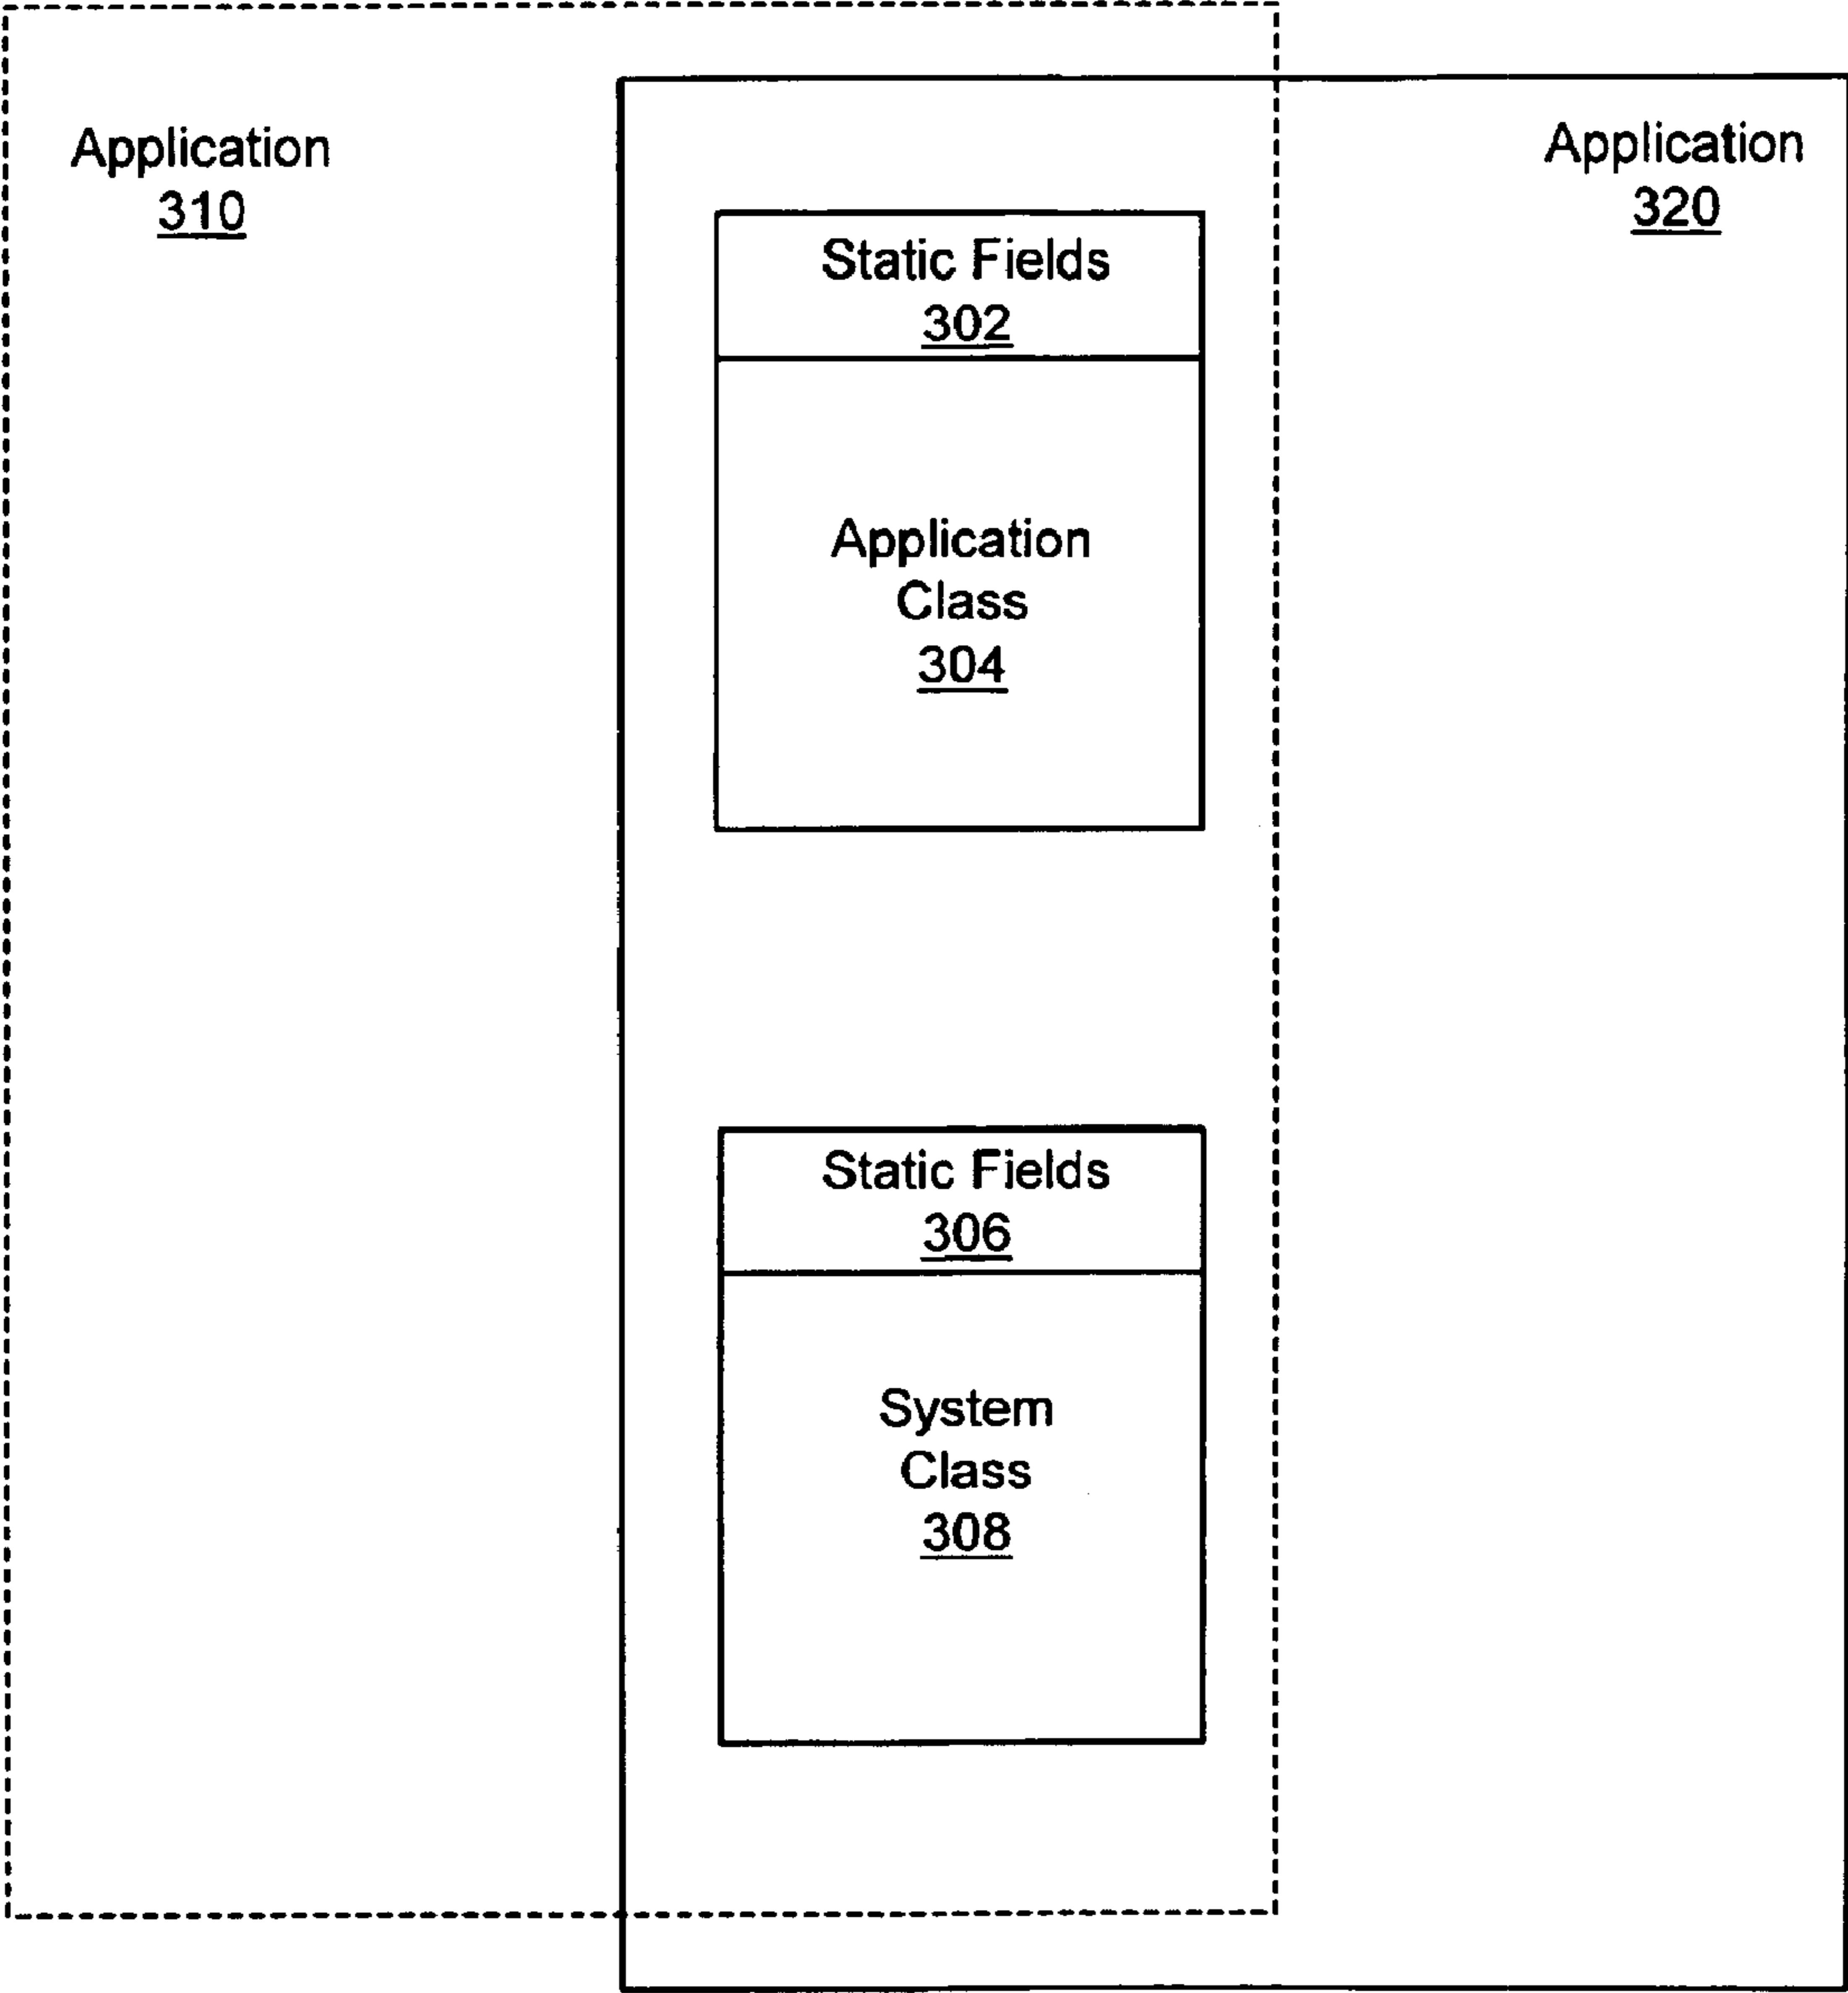 Application
310
Application
320
Static Fields
302
Application
Class
304
Static Fields
306
System
Class
308